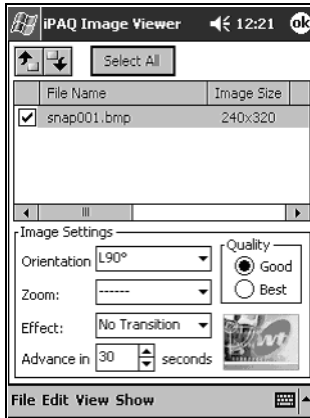 iPAQ Image Viewer 12:21 ok
Select All
File Name Image Size
snap001.bmp 240x320
Image Settings
Orientation L90°
Quality
Good
Zoom: ------
Best
Effect: No Transition
Advance in 30 seconds
File Edit View Show